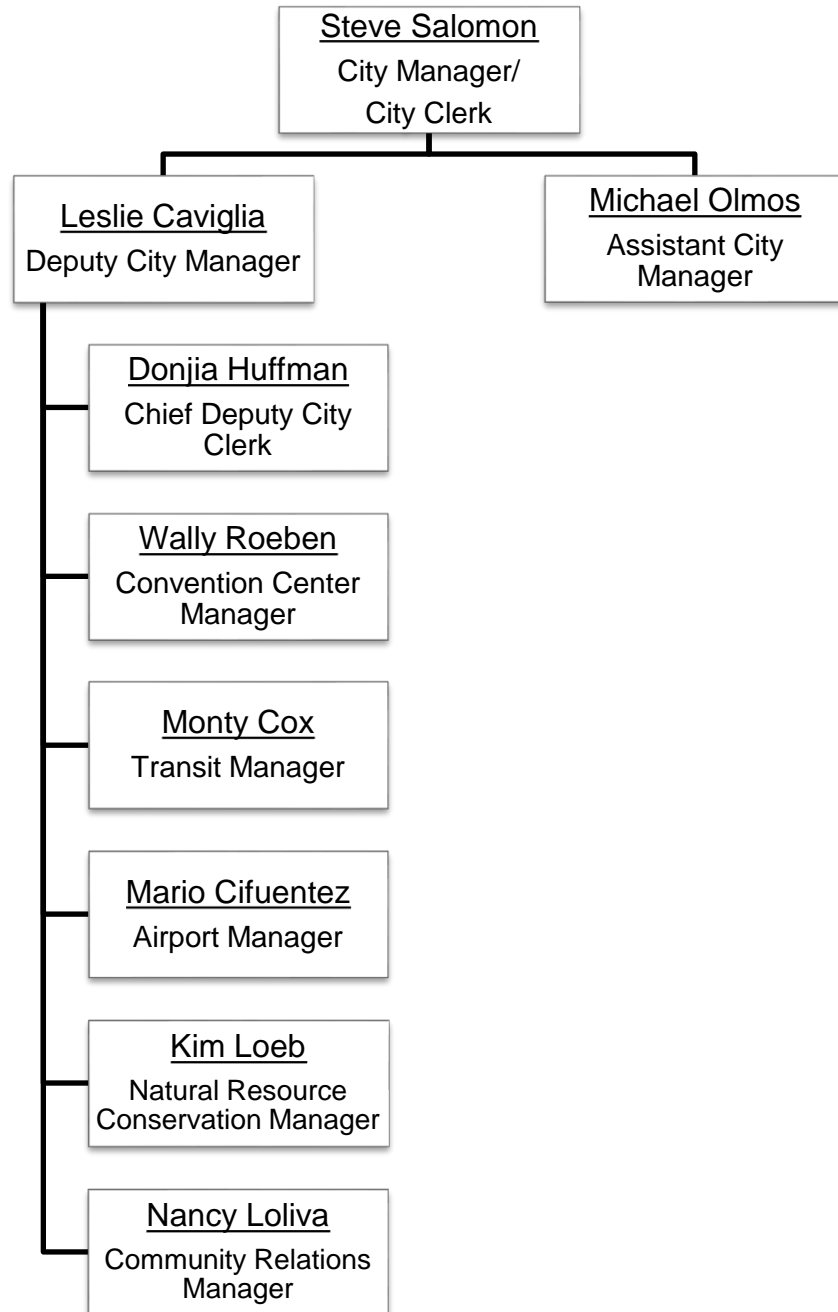 Steve Salomon
City Manager/
City Clerk
Leslie Caviglia
Deputy City Manager
Michael Olmos
Assistant City
Manager
Donjia Huffman
Chief Deputy City
Clerk
Wally Roeben
Convention Center
Manager
Monty Cox
Transit Manager
Mario Cifuentez
Airport Manager
Kim Loeb
Natural Resource
Conservation Manager
Nancy Loliva
Community Relations
Manager